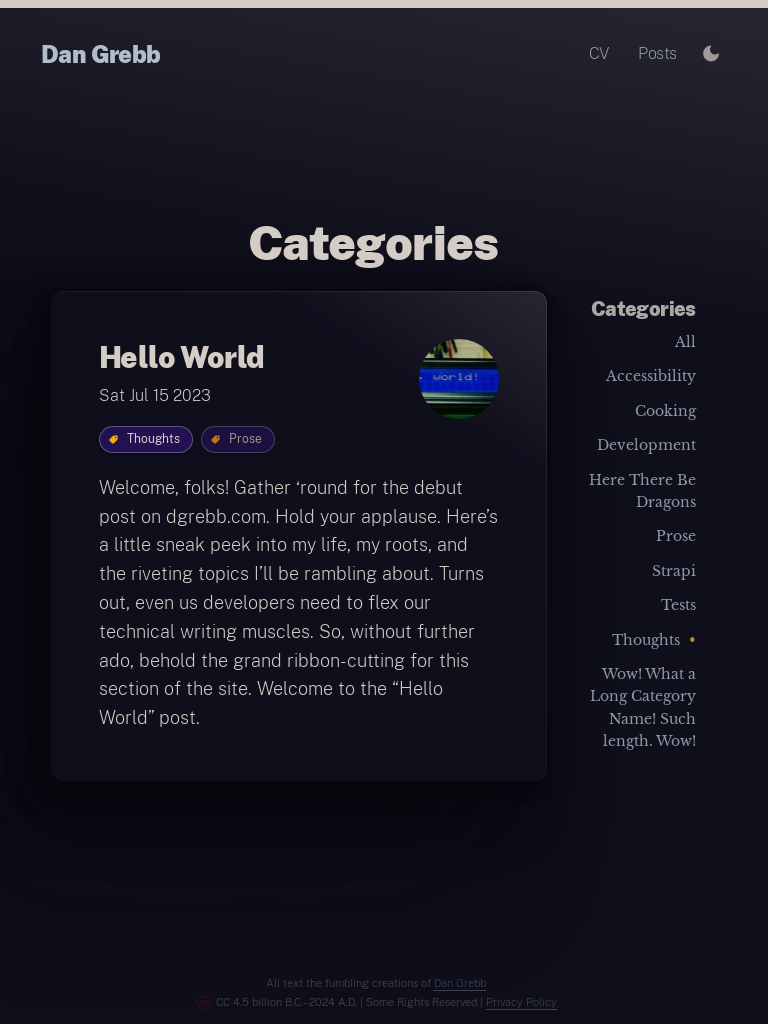 Dan Grebb
CV
Posts
Categories
Hello World
Sat Jul 15 2023
world!
Thoughts
Prose
Welcome, folks! Gather ‘round for the debut
post on dgrebb.com. Hold your applause. Here’s
a little sneak peek into my life, my roots, and
the riveting topics I’ll be rambling about. Turns
out, even us developers need to flex our
technical writing muscles. So, without further
ado, behold the grand ribbon-cutting for this
section of the site. Welcome to the “Hello
World” post.
Categories
All
Accessibility
Cooking
Development
Here There Be
Dragons
Prose
Strapi
Tests
Thoughts •
Wow! What a
Long Category
Name! Such
length. Wow!
All text the fumbling creations of Dan Grebb
CC 4.5 billion B.C.–2024 A.D. | Some Rights Reserved | Privacy Policy